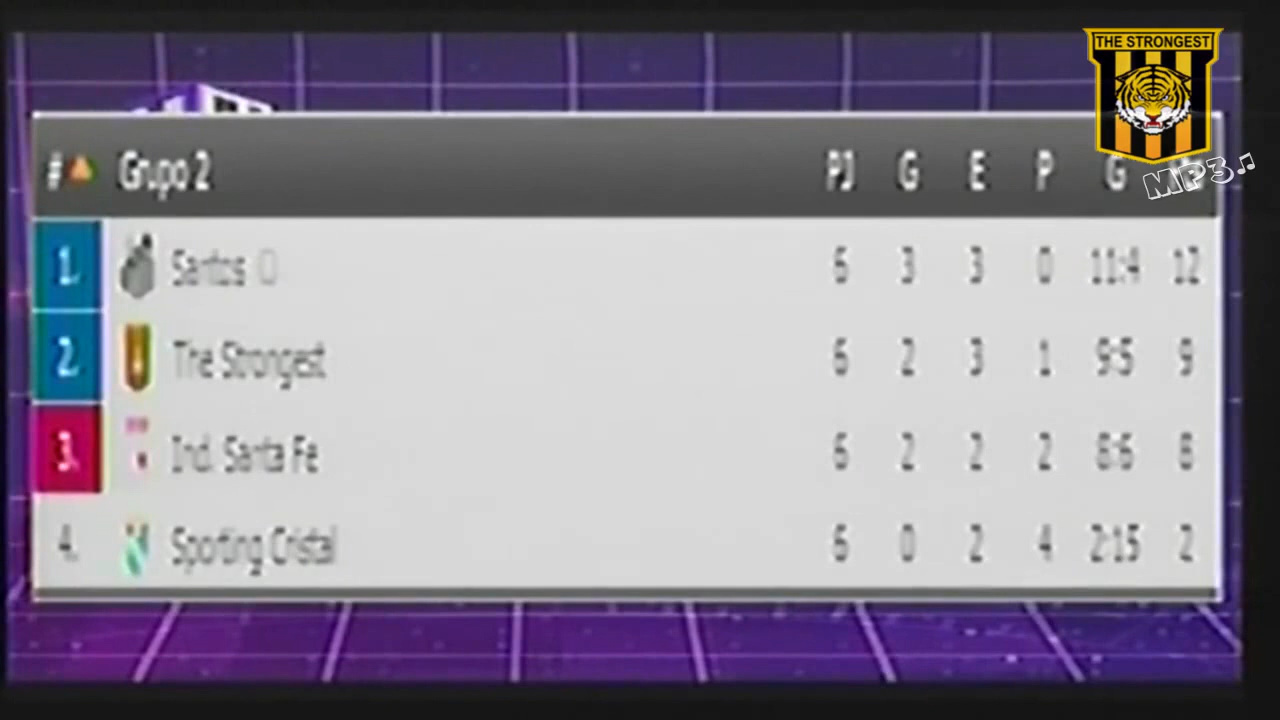 THE STRONGEST
MP3
# Grupo 2 PJ G E P G
1. Santos 6 3 3 0 11:4 12
2. The Strongest 6 2 3 1 9:5 9
3. Ind. Santa Fe 6 2 2 2 8:6 8
4. Sporting Cristal 6 0 2 4 2:15 2